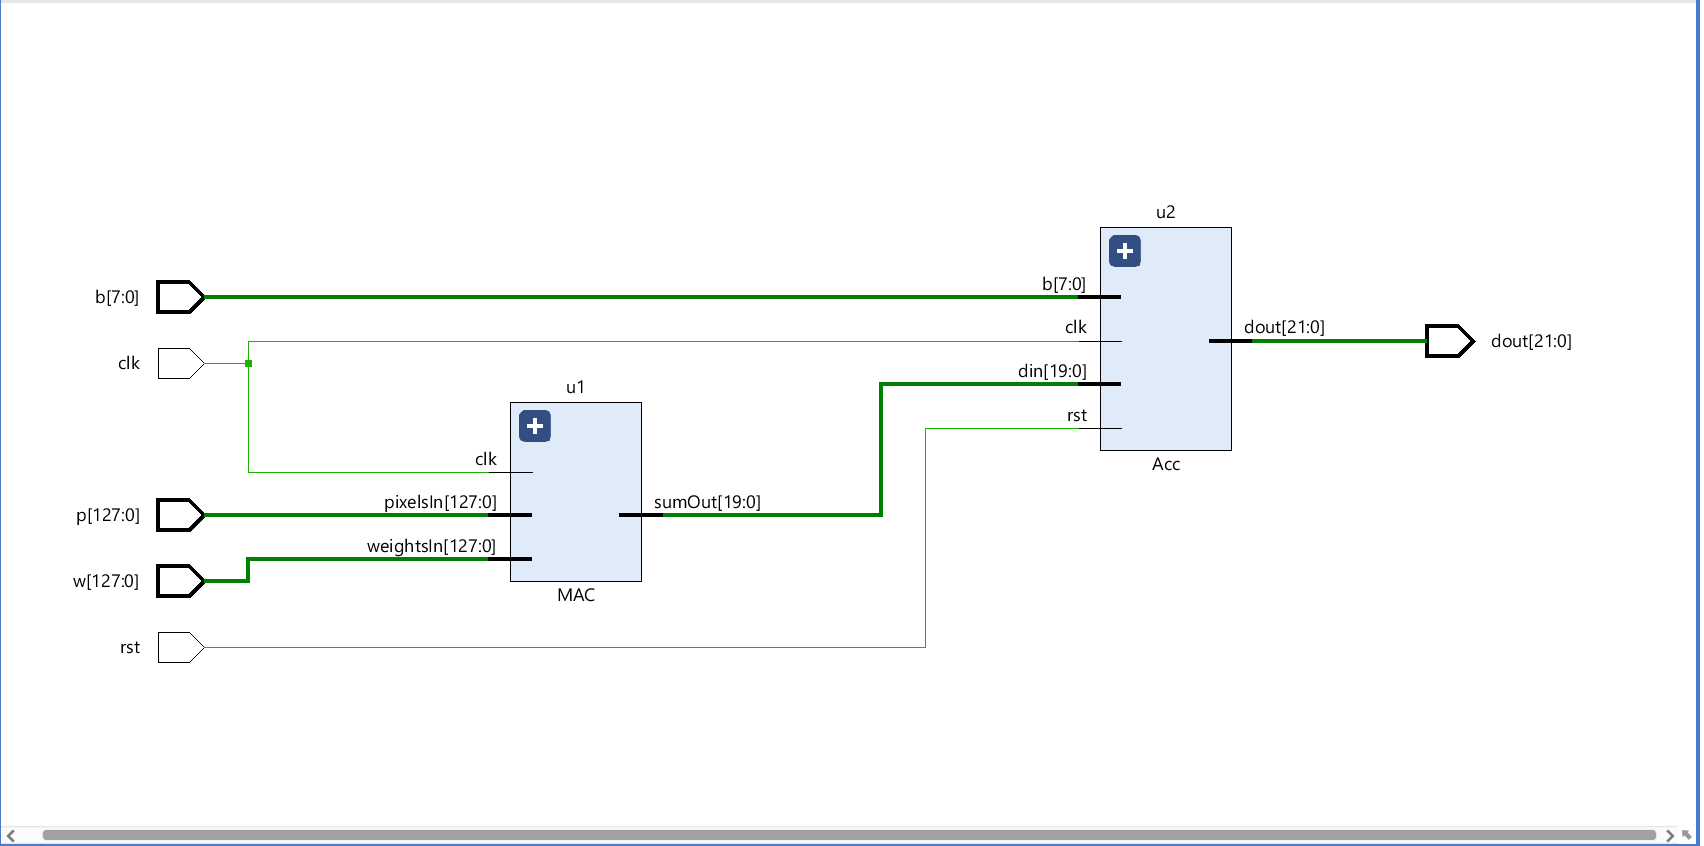 u2
b[7:0]
b[7:0]
clk
dout[21:0]
dout[21:0]
clk
din[19:0]
u1
rst
clk
Acc
p[127:0]
pixelsIn[127:0]
sumOut[19:0]
weightsIn[127:0]
w[127:0]
MAC
rst